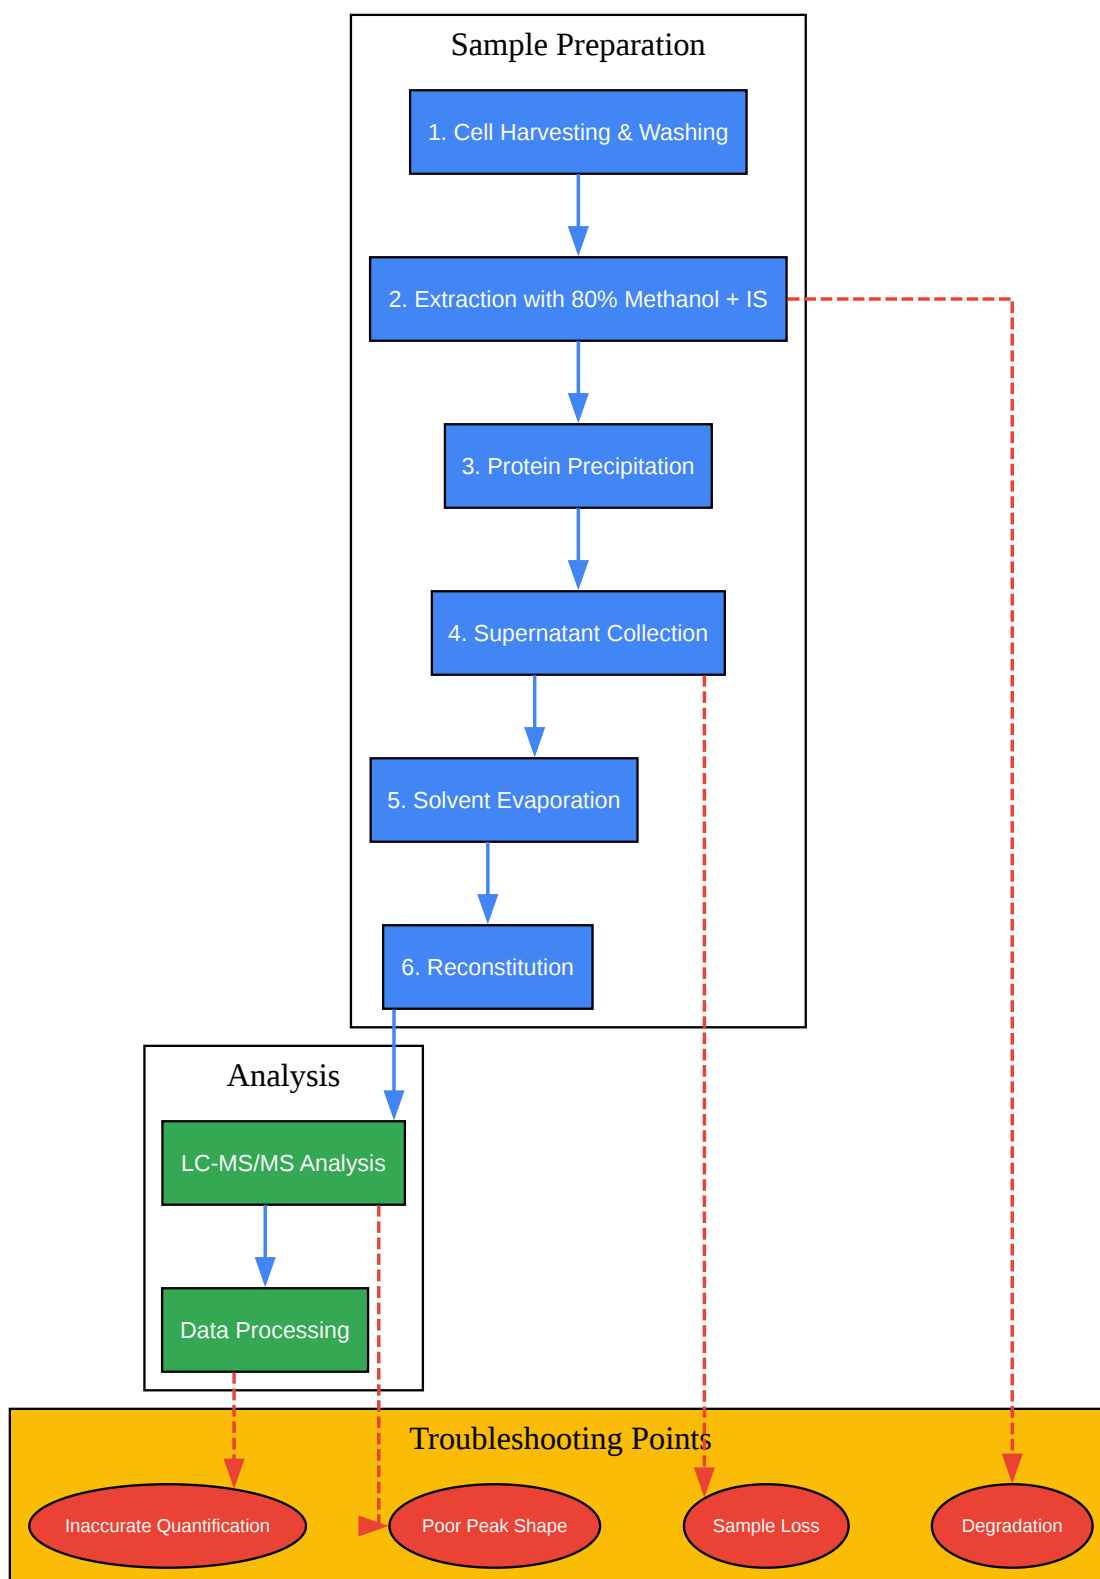 Sample Preparation
1. Cell Harvesting & Washing
2. Extraction with 80% Methanol + IS
3. Protein Precipitation
4. Supernatant Collection
5. Solvent Evaporation
6. Reconstitution
Analysis
LC-MS/MS Analysis
Data Processing
Troubleshooting Points
Inaccurate Quantification
Poor Peak Shape
Sample Loss
Degradation